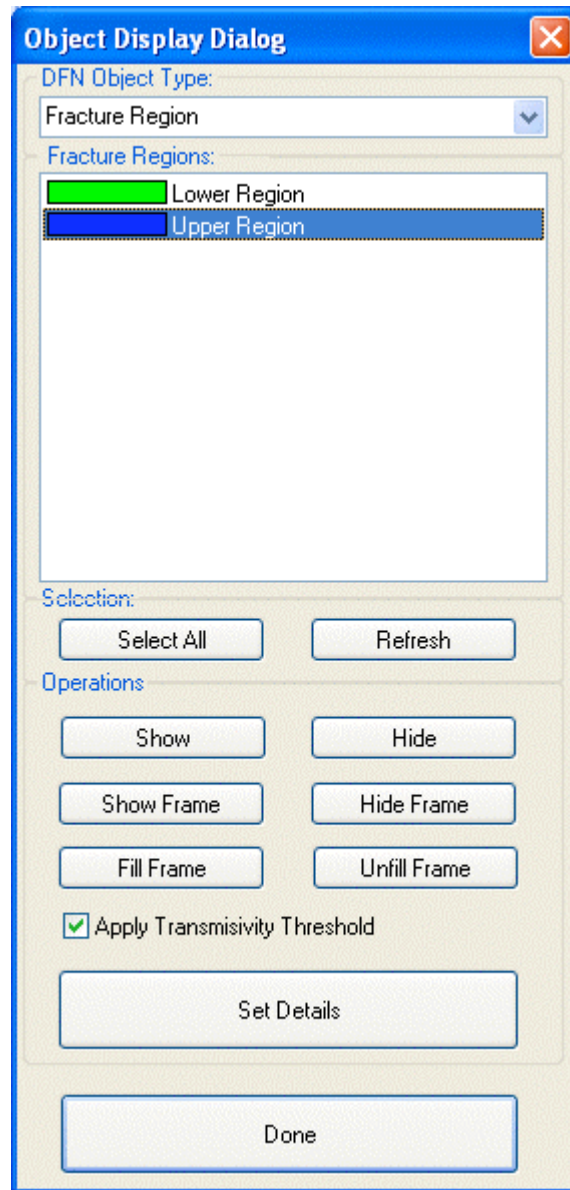 Object Display Dialog
DFN Object Type:
Fracture Region
Fracture Regions:
Lower Region
Upper Region
Selection:
Select All Refresh
Operations
Show Hide
Show Frame Hide Frame
Fill Frame Unfill Frame
Apply Transmisivity Threshold
Set Details
Done